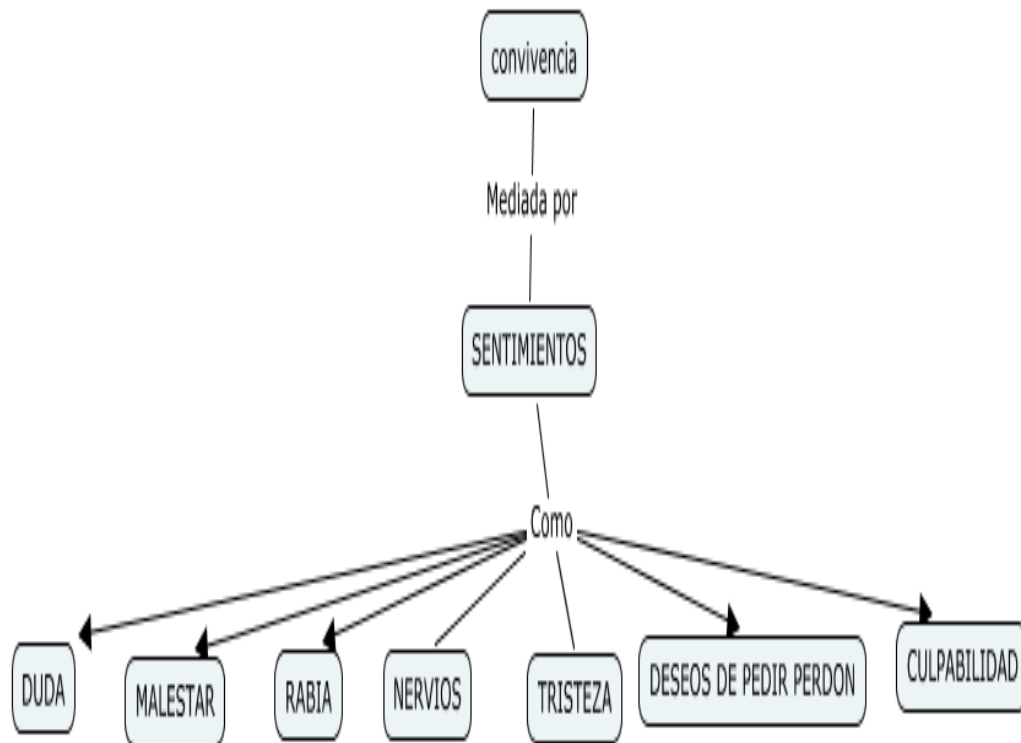 convivencia
Mediada por
SENTIMIENTOS
Como
DUDA
MALESTAR
RABIA
NERVIOS
TRISTEZA
DESEOS DE PEDIR PERDON
CULPABILIDAD